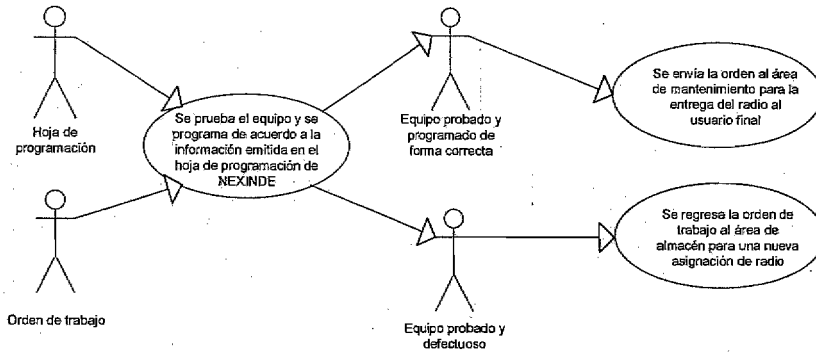 Hoja de
programación
Se prueba el equipo y se
programa de acuerdo a la
información emitida en el
hoja de programación de
NEXINDE
Equipo probado y
programado de
forma correcta
Se envía la orden al área
de mantenimiento para la
entrega del radio al
usuario final
Orden de trabajo
Equipo probado y
defectuoso
Se regresa la orden de
trabajo al área de
almacén para una nueva
asignación de radio